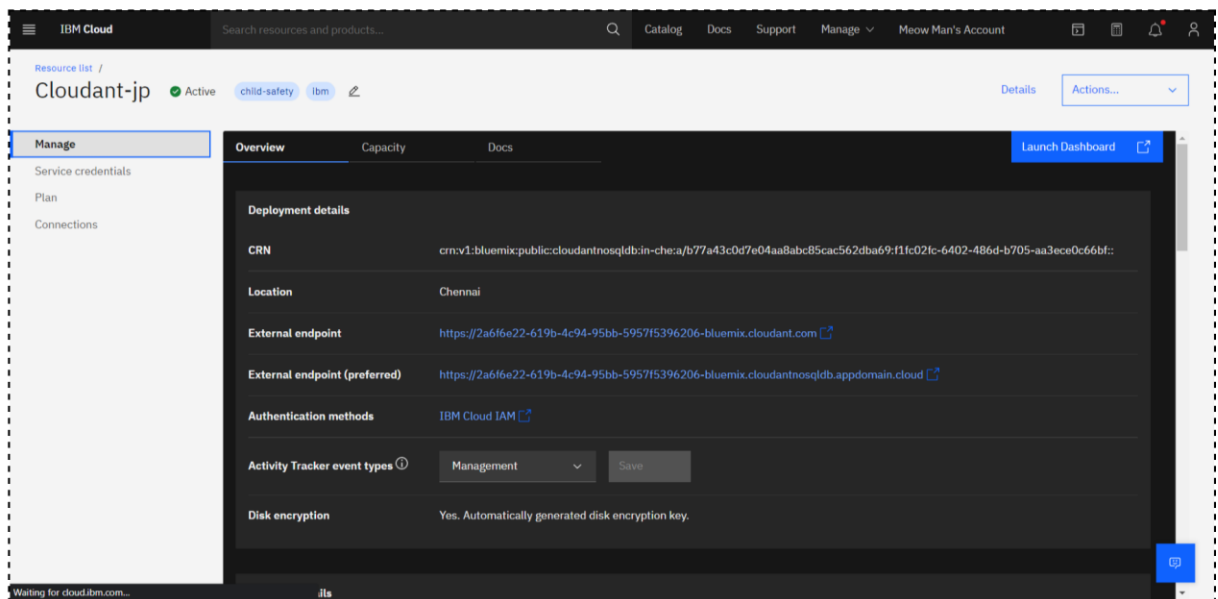 IBM Cloud Search resources and products... Catalog Docs Support Manage Meow Man's Account
Resource list /
Cloudant-jp Active child-safety ibm Details Actions...
Manage
Service credentials
Plan
Connections
Overview Capacity Docs Launch Dashboard
Deployment details
CRN crn:v1:bluemix:public:cloudantnosqldb:in-che:a/b77a43c0d7e04aa8abc85cac562dba69:f1fc02fc-6402-486d-b705-aa3ece0c66bf::
Location Chennai
External endpoint https://2a6f6e22-619b-4c94-95bb-5957f5396206-bluemix.cloudant.com
External endpoint (preferred) https://2a6f6e22-619b-4c94-95bb-5957f5396206-bluemix.cloudantnosqldb.appdomain.cloud
Authentication methods IBM Cloud IAM
Activity Tracker event types Management Save
Disk encryption Yes. Automatically generated disk encryption key.
Waiting for cloud.ibm.com...